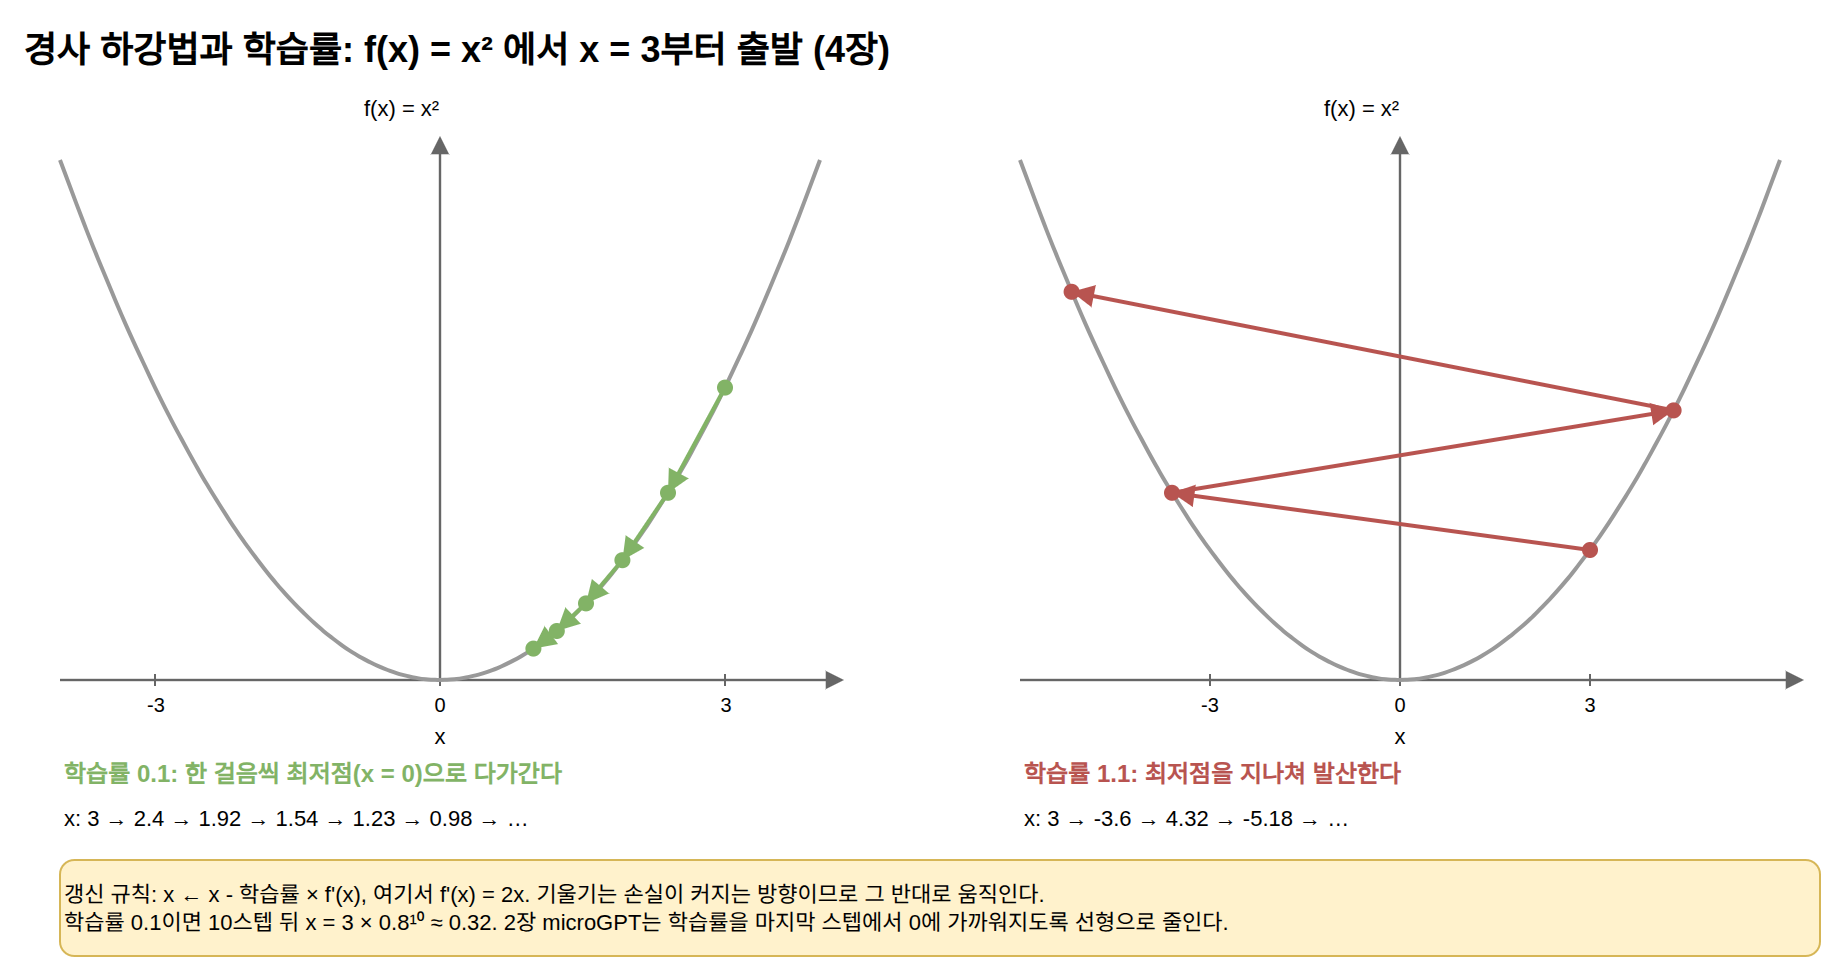 경사 하강법과 학습률: f(x) = x² 에서 x = 3부터 출발 (4장)
f(x) = x²
-3
0
3
x
학습률 0.1: 한 걸음씩 최저점(x = 0)으로 다가간다
x: 3 → 2.4 → 1.92 → 1.54 → 1.23 → 0.98 → …
f(x) = x²
-3
0
3
x
학습률 1.1: 최저점을 지나쳐 발산한다
x: 3 → -3.6 → 4.32 → -5.18 → …
갱신 규칙: x ← x - 학습률 × f'(x), 여기서 f'(x) = 2x. 기울기는 손실이 커지는 방향이므로 그 반대로 움직인다.
학습률 0.1이면 10스텝 뒤 x = 3 × 0.8¹⁰ ≈ 0.32. 2장 microGPT는 학습률을 마지막 스텝에서 0에 가까워지도록 선형으로 줄인다.